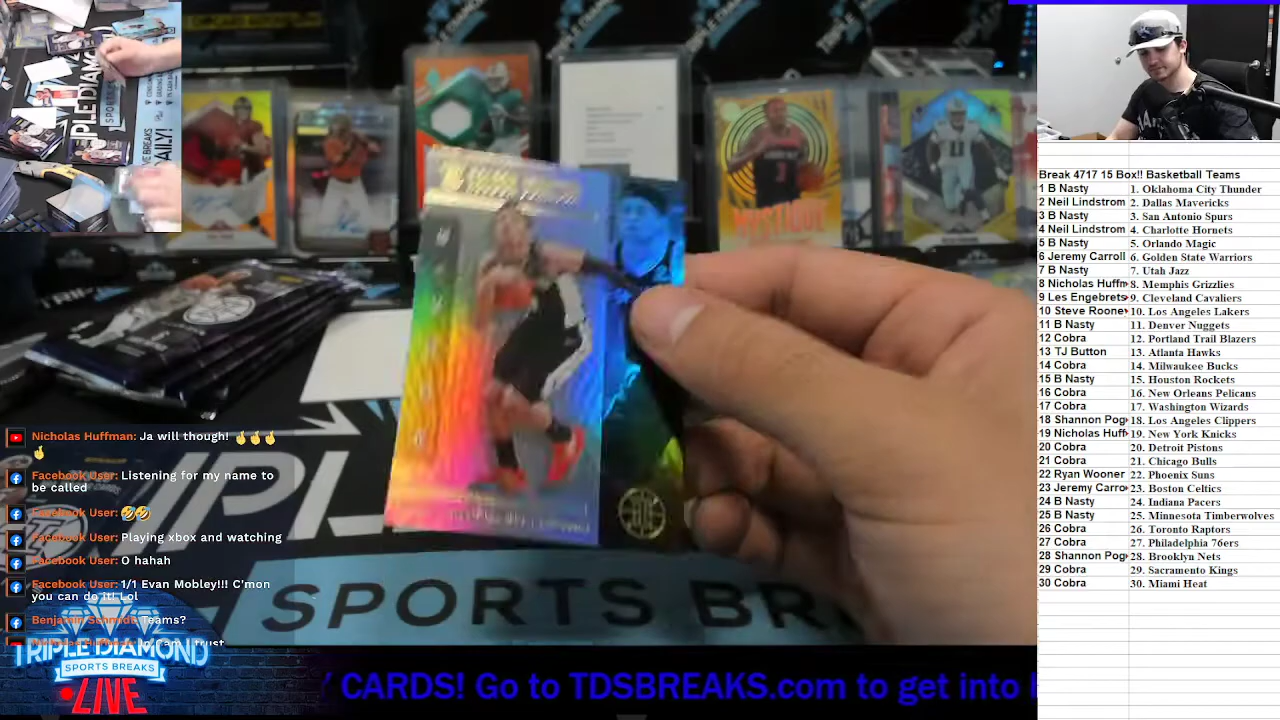 Break 4717 15 Box!! Basketball Teams
1 B Nasty 1. Oklahoma City Thunder
2 Neil Lindstrom 2. Dallas Mavericks
3 B Nasty 3. San Antonio Spurs
4 Neil Lindstrom 4. Charlotte Hornets
5 B Nasty 5. Orlando Magic
6 Jeremy Carroll 6. Golden State Warriors
7 B Nasty 7. Utah Jazz
8 Nicholas Huffm 8. Memphis Grizzlies
9 Les Engebrets 9. Cleveland Cavaliers
10 Steve Roone 10. Los Angeles Lakers
11 B Nasty 11. Denver Nuggets
12 Cobra 12. Portland Trail Blazers
13 TJ Button 13. Atlanta Hawks
14 Cobra 14. Milwaukee Bucks
15 B Nasty 15. Houston Rockets
16 Cobra 16. New Orleans Pelicans
17 Cobra 17. Washington Wizards
18 Shannon Pog 18. Los Angeles Clippers
19 Nicholas Huff 19. New York Knicks
20 Cobra 20. Detroit Pistons
21 Cobra 21. Chicago Bulls
22 Ryan Wooner 22. Phoenix Suns
23 Jeremy Carro 23. Boston Celtics
24 B Nasty 24. Indiana Pacers
25 B Nasty 25. Minnesota Timberwolves
26 Cobra 26. Toronto Raptors
27 Cobra 27. Philadelphia 76ers
28 Shannon Pog 28. Brooklyn Nets
29 Cobra 29. Sacramento Kings
30 Cobra 30. Miami Heat
MYSTIQUE
Nicholas Huffman: Ja will though! 🤞🤞🤞
🤞
Facebook User: Listening for my name to
be called
Facebook User: 🤣🤣
Facebook User: Playing xbox and watching
Facebook User: O hahah
Facebook User: 1/1 Evan Mobley!!! C'mon
you can do it! Lol
Benjamin Schmidt: Teams?
SPORTS BR
TRIPLE DIAMOND
SPORTS BREAKS
LIVE
CARDS! Go to TDSBREAKS.com to get into